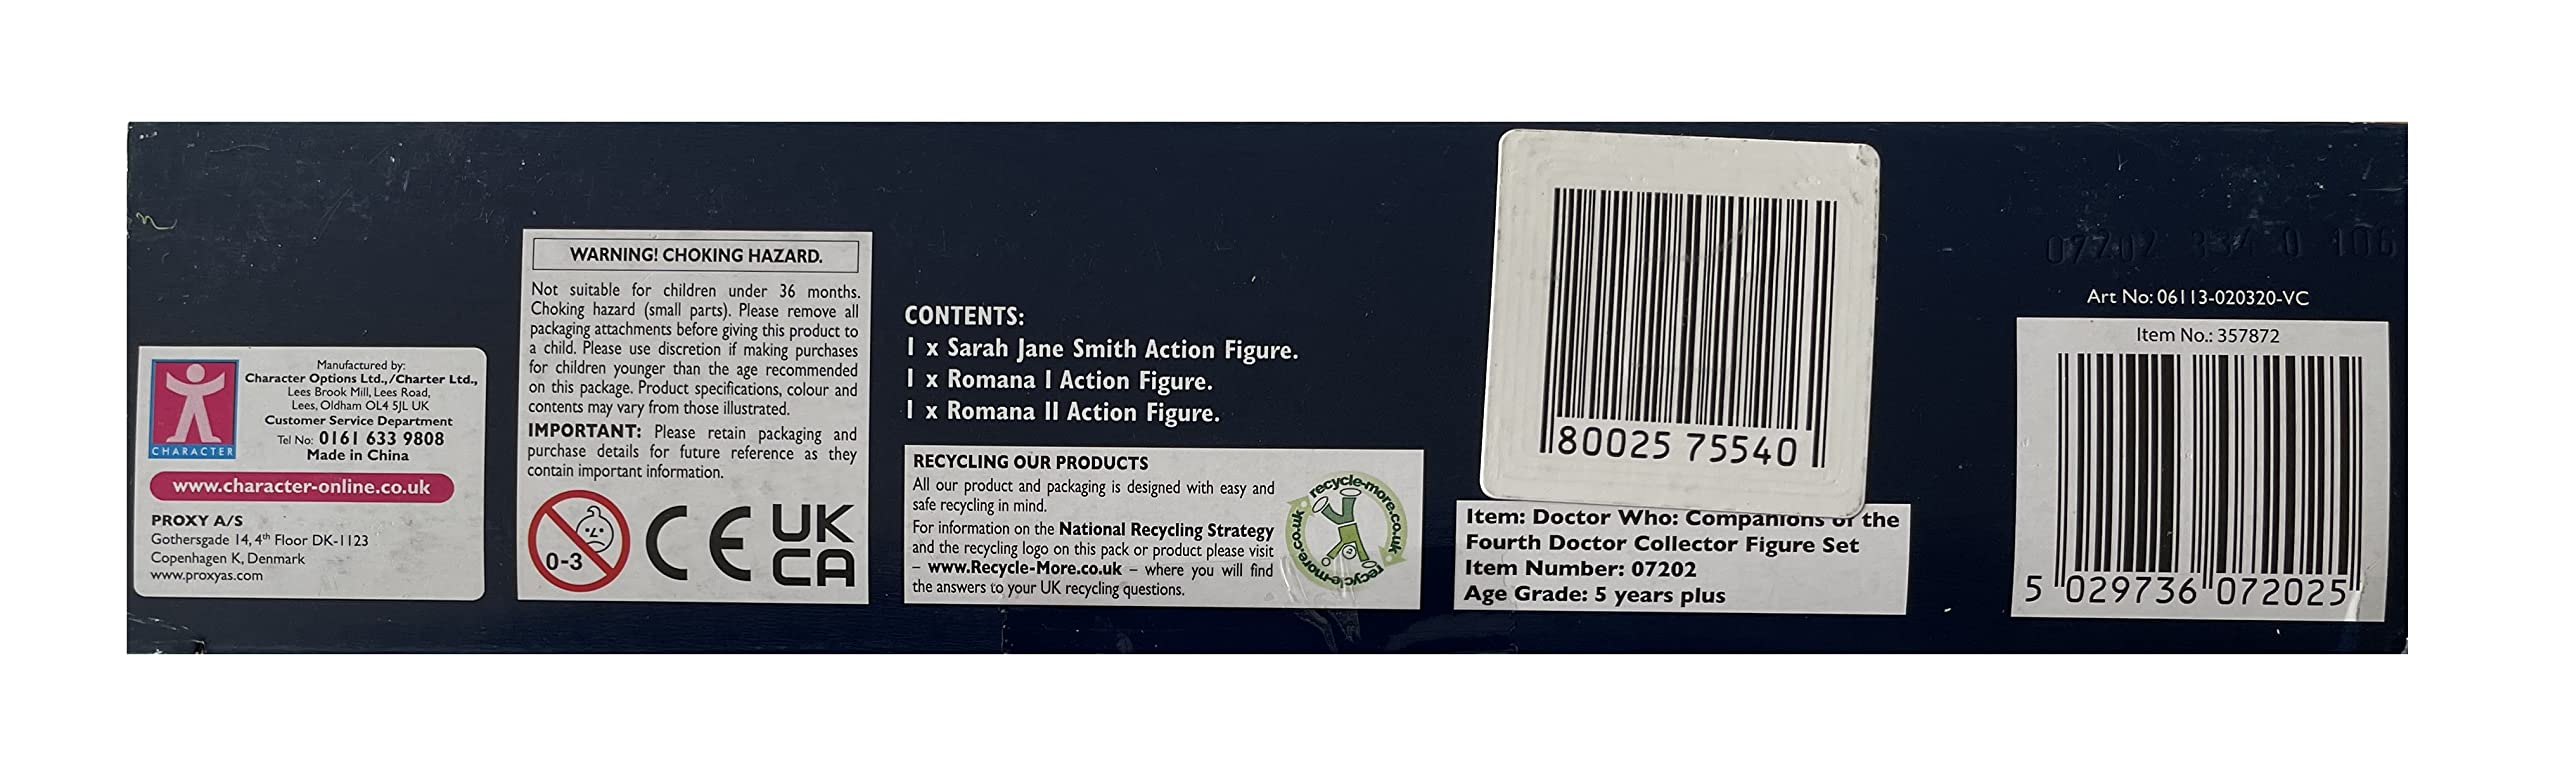 Manufactured by:
Character Options Ltd.,/Charter Ltd.,
Lees Brook Mill, Lees Road,
Lees, Oldham OL4 5JL UK
Customer Service Department
Tel No: 0161 633 9808
Made in China
CHARACTER
www.character-online.co.uk
PROXY A/S
Gothersgade 14, 4th Floor DK-1123
Copenhagen K, Denmark
www.proxyas.com
WARNING! CHOKING HAZARD.
Not suitable for children under 36 months.
Choking hazard (small parts). Please remove all
packaging attachments before giving this product to
a child. Please use discretion if making purchases
for children younger than the age recommended
on this package. Product specifications, colour and
contents may vary from those illustrated.
IMPORTANT: Please retain packaging and
purchase details for future reference as they
contain important information.
0-3
CE
UK
CA
CONTENTS:
1 x Sarah Jane Smith Action Figure.
1 x Romana I Action Figure.
1 x Romana II Action Figure.
RECYCLING OUR PRODUCTS
All our product and packaging is designed with easy and
safe recycling in mind.
For information on the National Recycling Strategy
and the recycling logo on this pack or product please visit
– www.Recycle-More.co.uk – where you will find
the answers to your UK recycling questions.
recycle-more.co.uk
recycle-more.co.uk
80025 75540
Item: Doctor Who: Companions of the
Fourth Doctor Collector Figure Set
Item Number: 07202
Age Grade: 5 years plus
07202 334 0 106
Art No: 06113-020320-VC
Item No.: 357872
5 029736 072025